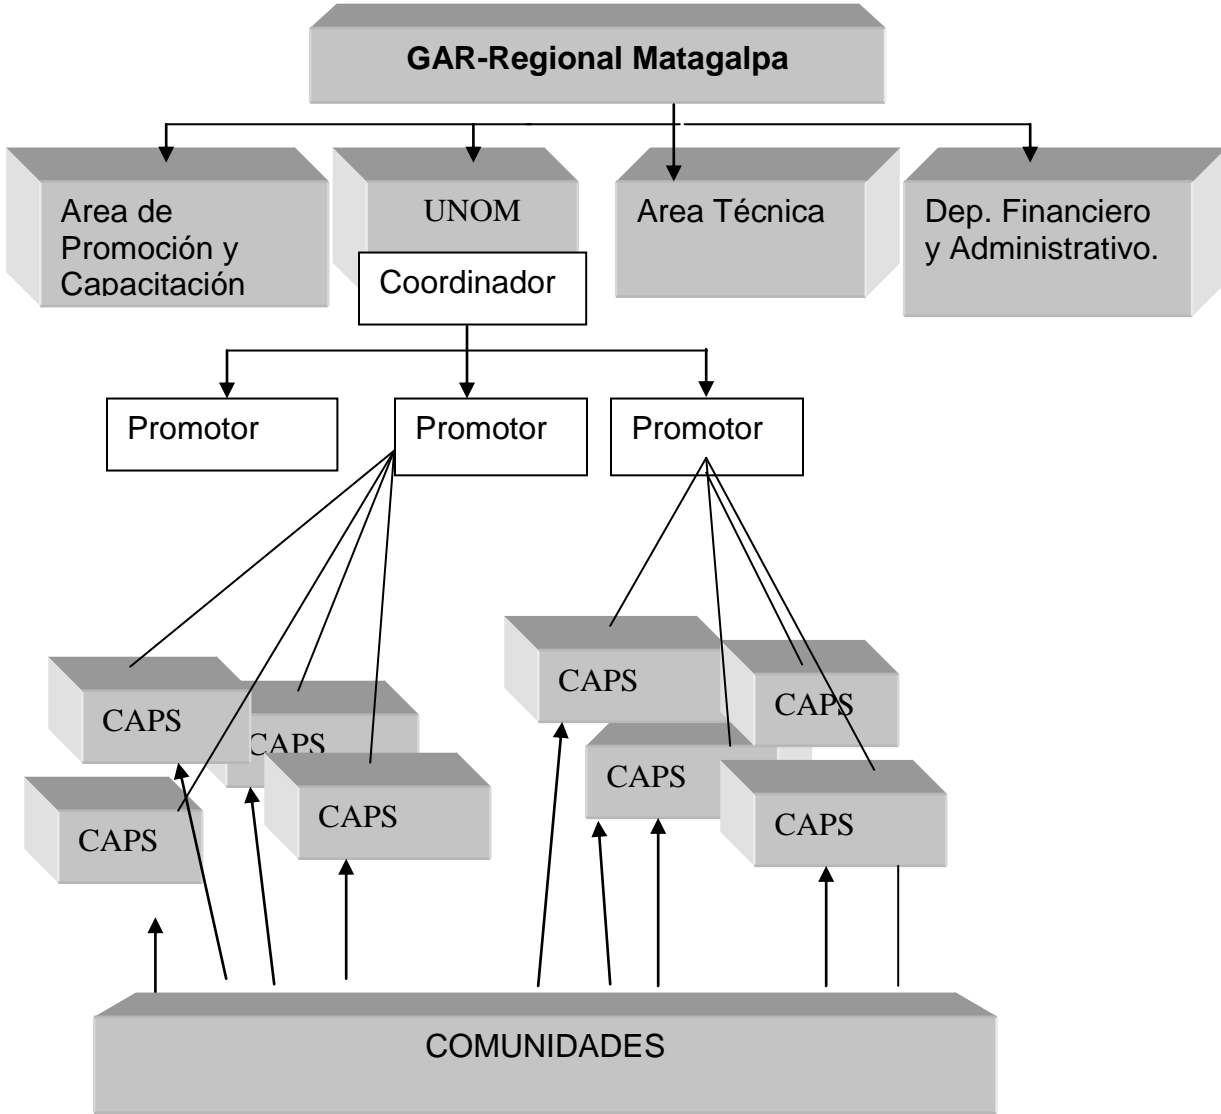 GAR-Regional Matagalpa
Area de
Promoción y
Capacitación
UNOM
Area Técnica
Dep. Financiero
y Administrativo.
Coordinador
Promotor
Promotor
Promotor
CAPS
CAPS
CAPS
CAPS
CAPS
CAPS
CAPS
CAPS
COMUNIDADES